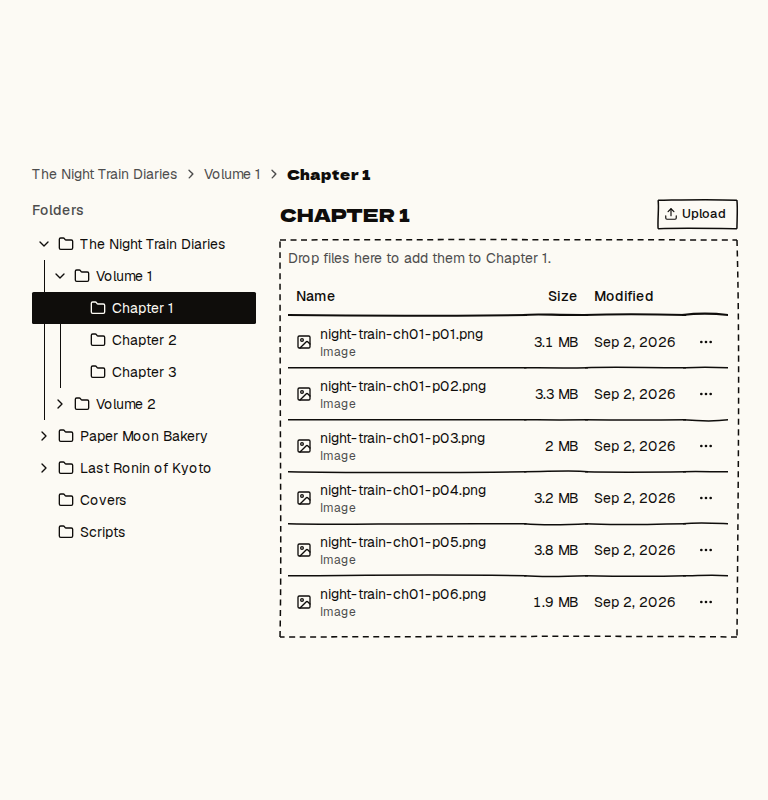 The Night Train Diaries > Volume 1 > Chapter 1
Folders
The Night Train Diaries
Volume 1
Chapter 1
Chapter 2
Chapter 3
Volume 2
Paper Moon Bakery
Last Ronin of Kyoto
Covers
Scripts
CHAPTER 1
Upload
Drop files here to add them to Chapter 1.
Name Size Modified
night-train-ch01-p01.png 3.1 MB Sep 2, 2026
Image
night-train-ch01-p02.png 3.3 MB Sep 2, 2026
Image
night-train-ch01-p03.png 2 MB Sep 2, 2026
Image
night-train-ch01-p04.png 3.2 MB Sep 2, 2026
Image
night-train-ch01-p05.png 3.8 MB Sep 2, 2026
Image
night-train-ch01-p06.png 1.9 MB Sep 2, 2026
Image